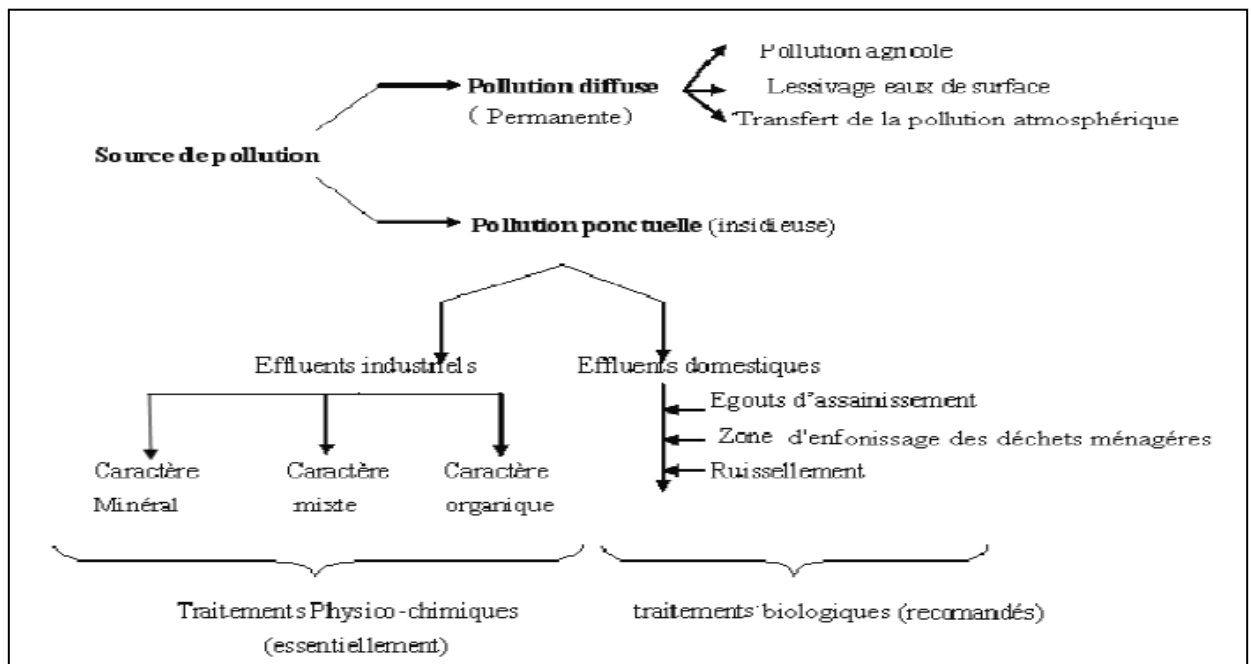 Pollution agricole
Pollution diffuse
Lessivage eaux de surface
( Permanente)
Transfert de la pollution atmosphérique
Source de pollution
Pollution ponctuelle (insidieuse)
Effluents industriels
Effluents domestiques
Egouts d'assainissement
Zone d'enfonissage des déchets ménagéres
Ruissellement
Caractère
Minéral
Caractère
mixte
Caractère
organique
Traitements Physico-chimiques
(essentiellement)
traitements biologiques (recomandés)